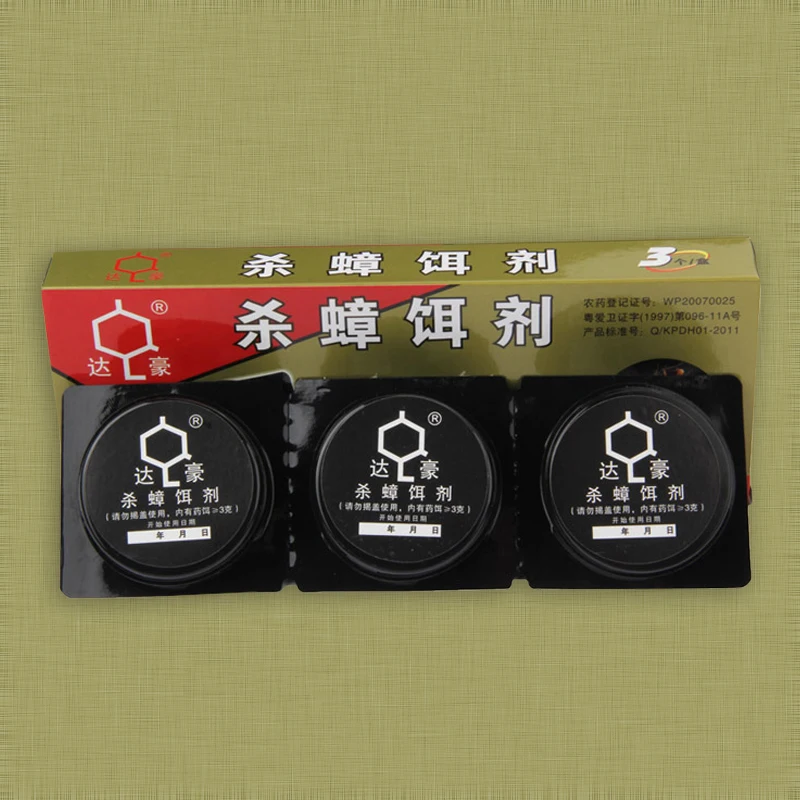 杀蟑饵剂
3个/盒
®
达豪
杀蟑饵剂
农药登记证号：WP20070025
粤爱卫证字(1997)第096-11A号
产品标准号：Q/KPDH01-2011
®
达豪
杀蟑饵剂
(请勿揭盖使用，内有药饵≥3克)
开始使用日期
年 月 日
®
达豪
杀蟑饵剂
(请勿揭盖使用，内有药饵≥3克)
开始使用日期
年 月 日
®
达豪
杀蟑饵剂
(请勿揭盖使用，内有药饵≥3克)
开始使用日期
年 月 日